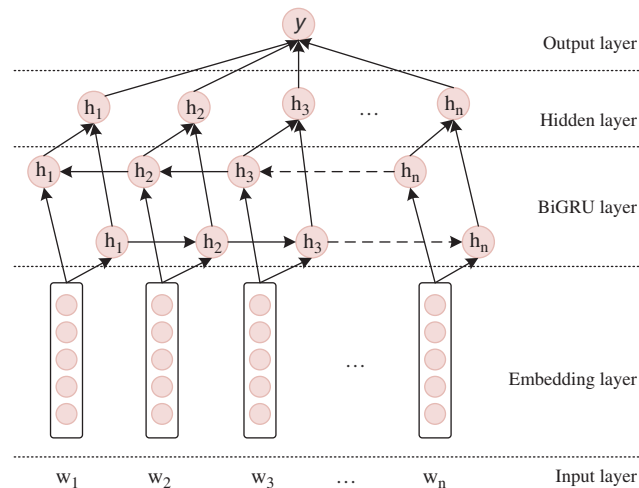 y
Output layer
h₁ h₂ h₃ ... hₙ
Hidden layer
h₁ h₂ h₃ hₙ
BiGRU layer
h₁ h₂ h₃ hₙ
...
Embedding layer
w₁ w₂ w₃ ... wₙ Input layer